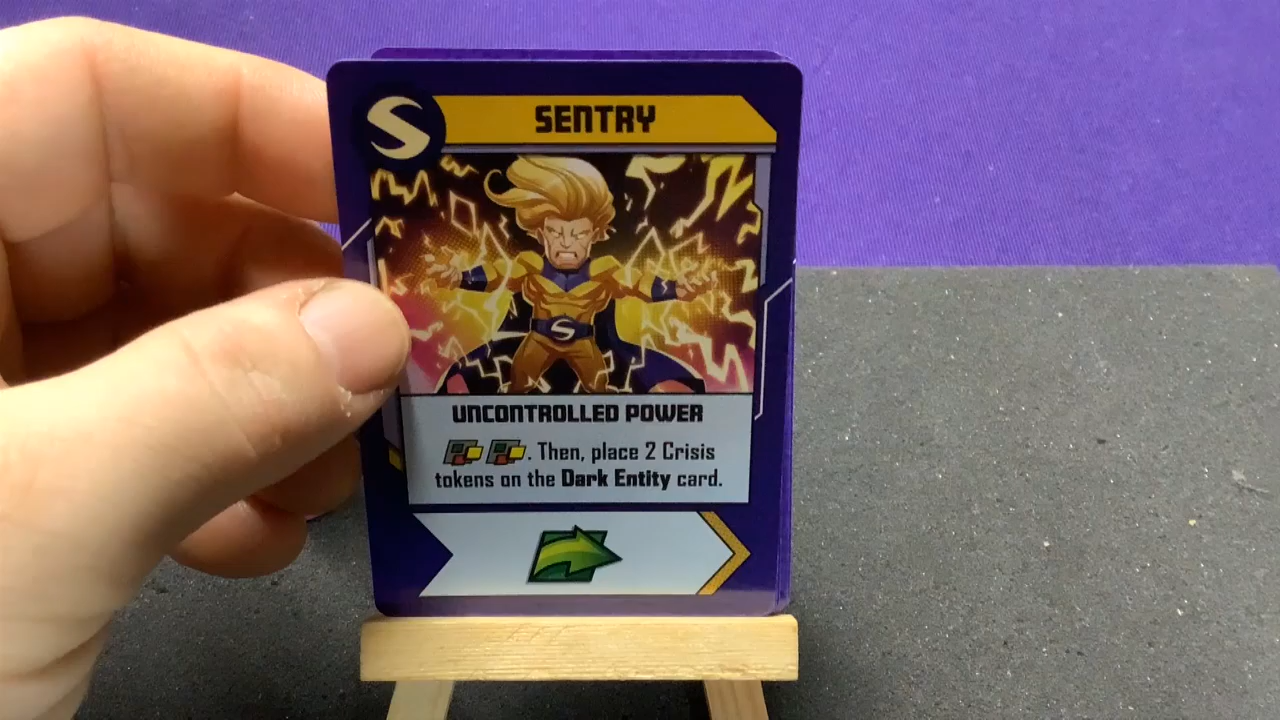 S
SENTRY
S
UNCONTROLLED POWER
. Then, place 2 Crisis
tokens on the Dark Entity card.